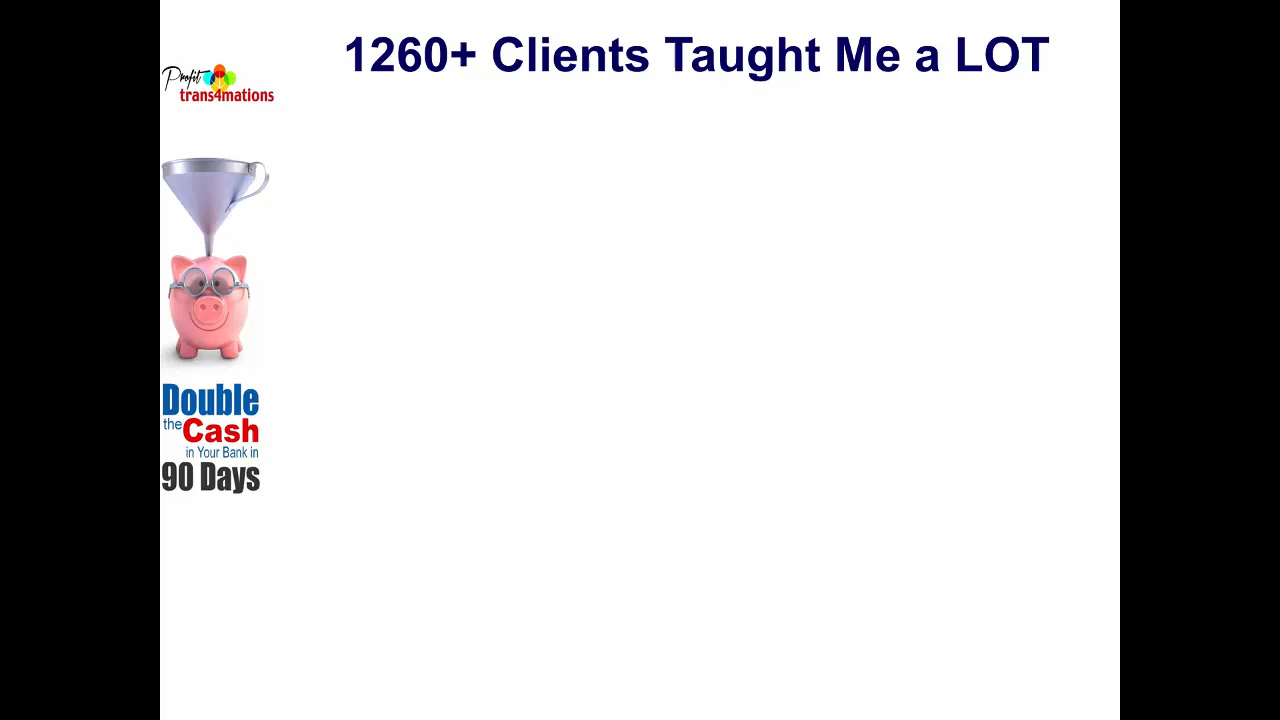 1260+ Clients Taught Me a LOT
Profit
trans4mations
Double
the Cash
in Your Bank in
90 Days